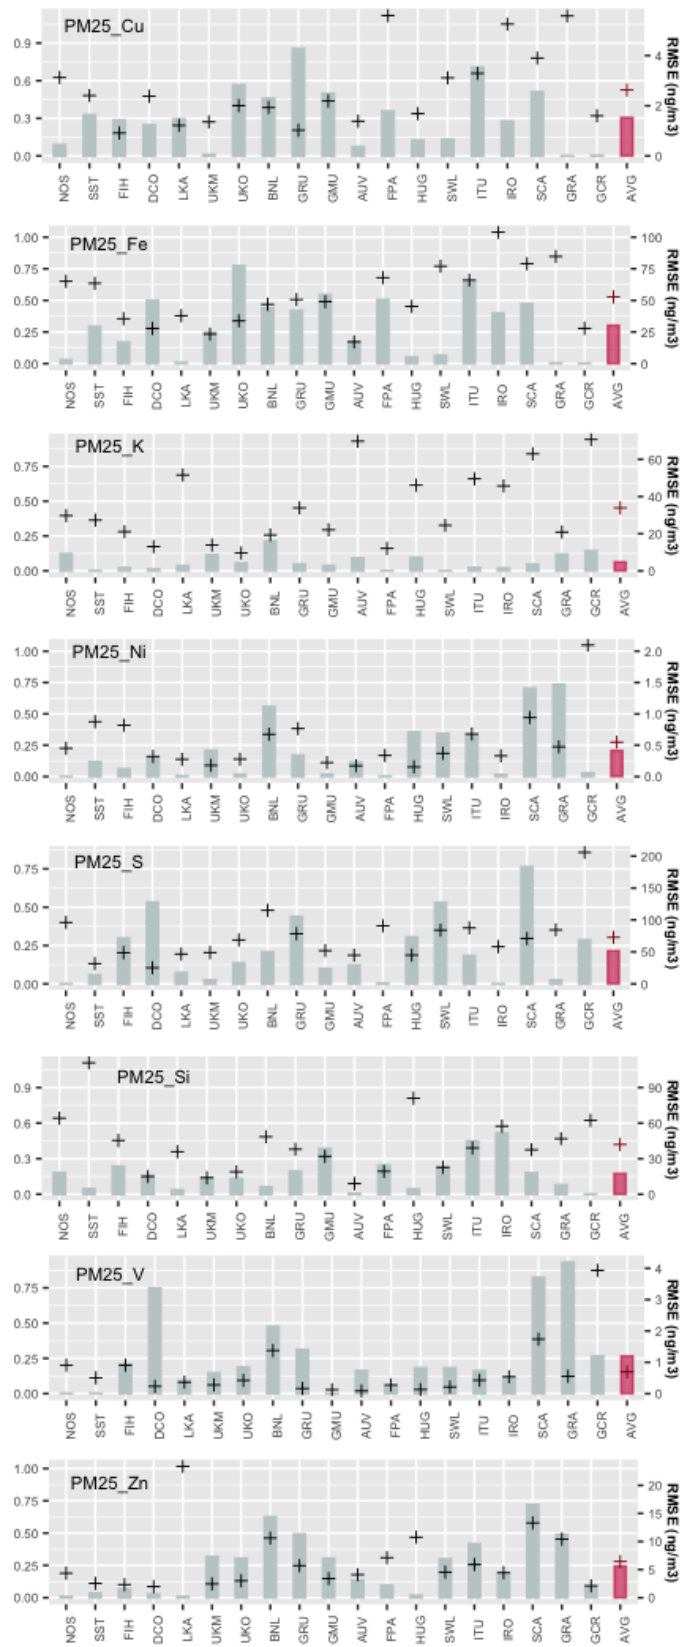 PM25_Cu
0.9
0.6
0.3
0.0
4
2
0
RMSE (ng/m3)
NOS SST FIH DCO LKA UKM UKO BNL GRU GMU AUV FPA HUG SWL ITU IRO SCA GRA GCR AVG
PM25_Fe
1.00
0.75
0.50
0.25
0.00
100
75
50
25
0
RMSE (ng/m3)
NOS SST FIH DCO LKA UKM UKO BNL GRU GMU AUV FPA HUG SWL ITU IRO SCA GRA GCR AVG
PM25_K
0.75
0.50
0.25
0.00
60
40
20
0
RMSE (ng/m3)
NOS SST FIH DCO LKA UKM UKO BNL GRU GMU AUV FPA HUG SWL ITU IRO SCA GRA GCR AVG
PM25_Ni
1.00
0.75
0.50
0.25
0.00
2.0
1.5
1.0
0.5
0.0
RMSE (ng/m3)
NOS SST FIH DCO LKA UKM UKO BNL GRU GMU AUV FPA HUG SWL ITU IRO SCA GRA GCR AVG
PM25_S
0.75
0.50
0.25
0.00
200
150
100
50
0
RMSE (ng/m3)
NOS SST FIH DCO LKA UKM UKO BNL GRU GMU AUV FPA HUG SWL ITU IRO SCA GRA GCR AVG
PM25_Si
0.9
0.6
0.3
0.0
90
60
30
0
RMSE (ng/m3)
NOS SST FIH DCO LKA UKM UKO BNL GRU GMU AUV FPA HUG SWL ITU IRO SCA GRA GCR AVG
PM25_V
0.75
0.50
0.25
0.00
4
3
2
1
0
RMSE (ng/m3)
NOS SST FIH DCO LKA UKM UKO BNL GRU GMU AUV FPA HUG SWL ITU IRO SCA GRA GCR AVG
PM25_Zn
1.00
0.75
0.50
0.25
0.00
20
15
10
5
0
RMSE (ng/m3)
NOS SST FIH DCO LKA UKM UKO BNL GRU GMU AUV FPA HUG SWL ITU IRO SCA GRA GCR AVG